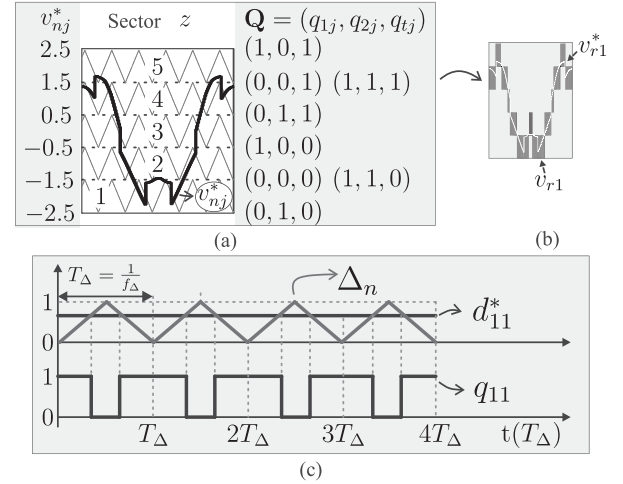 v*nj Sector z Q = (q1j, q2j, qtj)
2.5 (1, 0, 1)
5
1.5 (0, 0, 1) (1, 1, 1)
4
0.5 (0, 1, 1)
3
−0.5 (1, 0, 0)
2
−1.5 (0, 0, 0) (1, 1, 0)
1 v*nj
−2.5 (0, 1, 0)
(a)
v*r1
vr1
(b)
TΔ = 1/fΔ Δn
1 d*11
0
1 q11
0
TΔ 2TΔ 3TΔ 4TΔ t(TΔ)
(c)